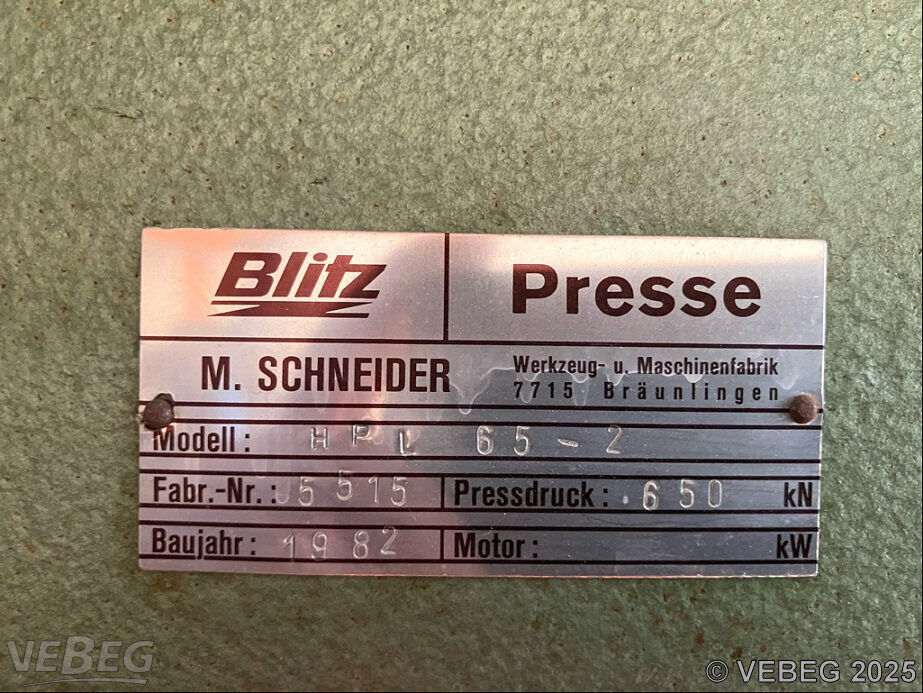 Blitz Presse
M. SCHNEIDER Werkzeug- u. Maschinenfabrik
7715 Bräunlingen
Modell: HPL 65-2
Fabr.-Nr.: 5515 Pressdruck: 650 kN
Baujahr: 1982 Motor: kW
VEBEG
© VEBEG 2025